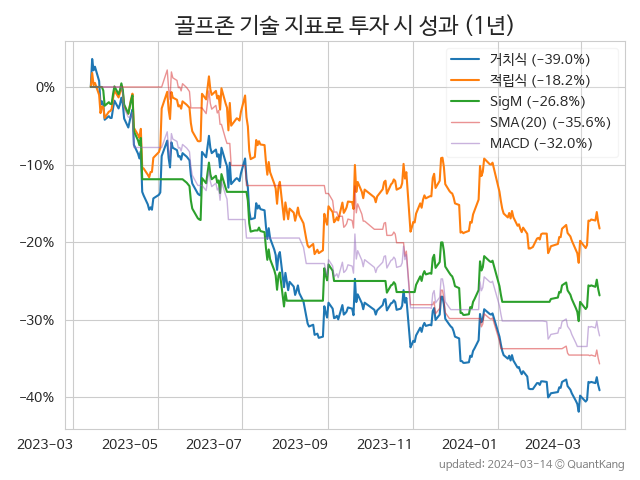 골프존 기술 지표로 투자 시 성과 (1년)
거치식 (−39.0%)
적립식 (−18.2%)
SigM (−26.8%)
SMA(20) (−35.6%)
MACD (−32.0%)
0%
−10%
−20%
−30%
−40%
2023-03 2023-05 2023-07 2023-09 2023-11 2024-01 2024-03
updated: 2024-03-14 © QuantKang